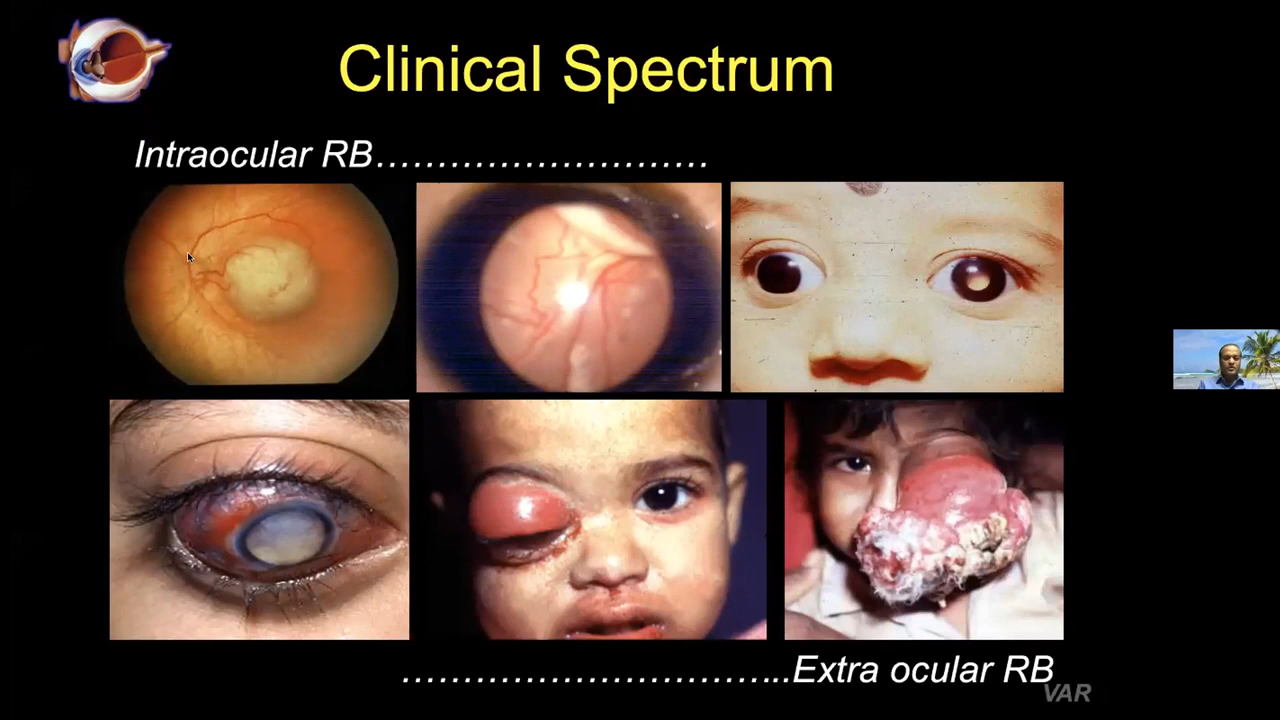 Clinical Spectrum
Intraocular RB...........................
................................Extra ocular RB
VAR